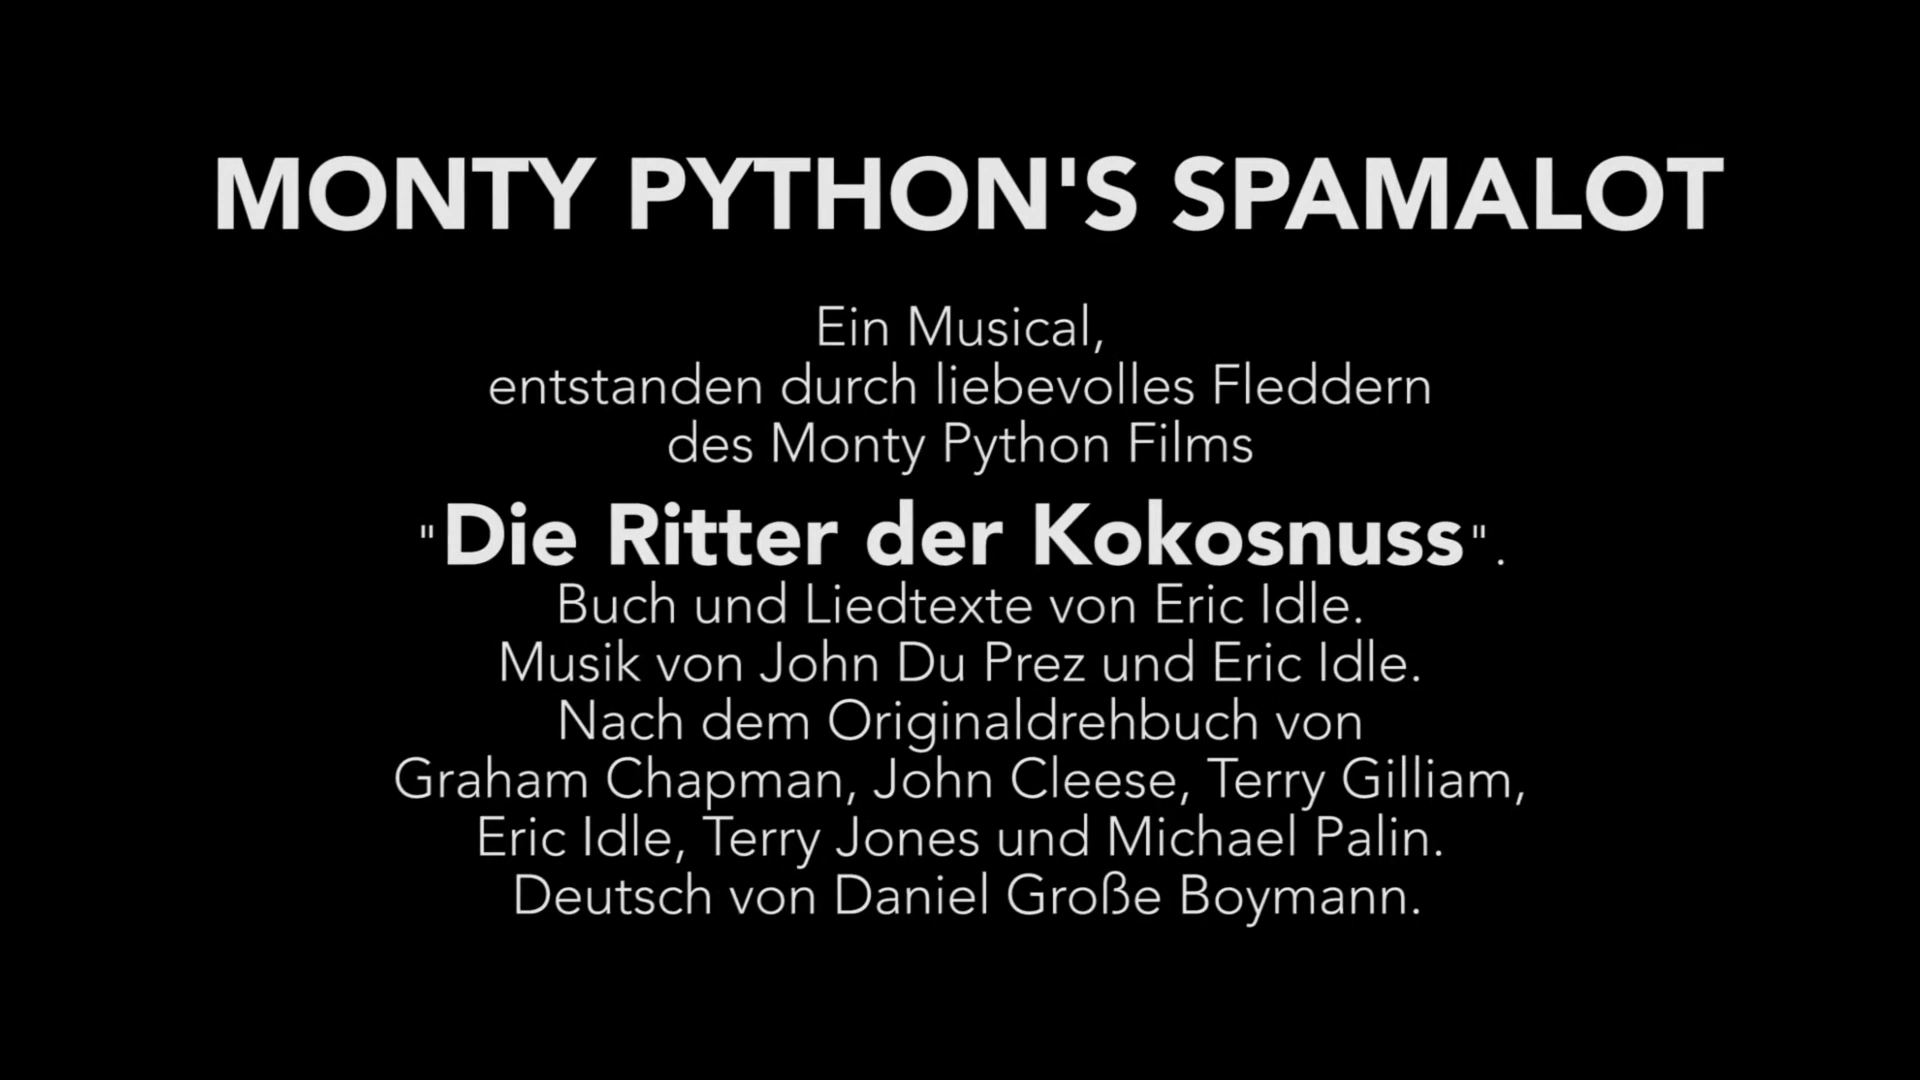 MONTY PYTHON'S SPAMALOT
Ein Musical,
entstanden durch liebevolles Fleddern
des Monty Python Films
"Die Ritter der Kokosnuss".
Buch und Liedtexte von Eric Idle.
Musik von John Du Prez und Eric Idle.
Nach dem Originaldrehbuch von
Graham Chapman, John Cleese, Terry Gilliam,
Eric Idle, Terry Jones und Michael Palin.
Deutsch von Daniel Große Boymann.